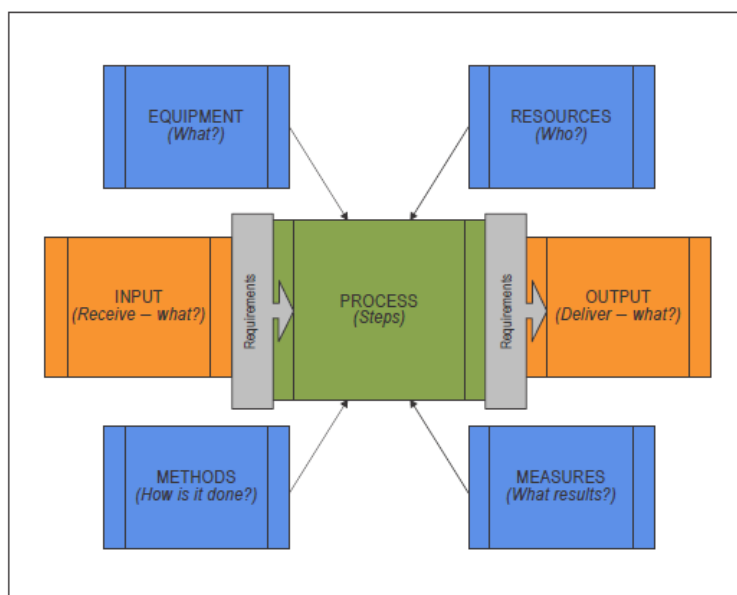 EQUIPMENT
(What?)
RESOURCES
(Who?)
INPUT
(Receive – what?)
Requirements
PROCESS
(Steps)
Requirements
OUTPUT
(Deliver – what?)
METHODS
(How is it done?)
MEASURES
(What results?)